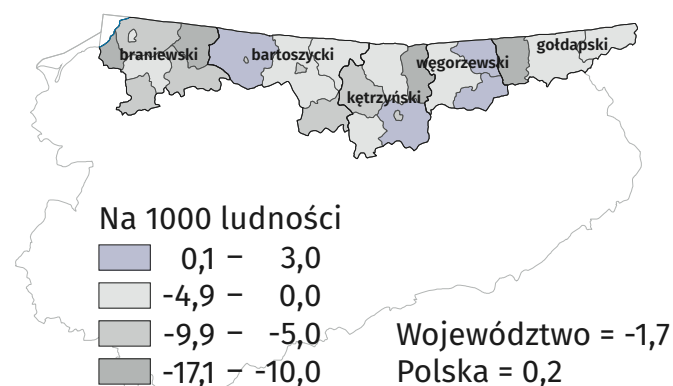 gołdapski
braniewski
bartoszycki
węgorzewski
kętrzyński
Na 1000 ludności
0,1 – 3,0
-4,9 – 0,0
-9,9 – -5,0
-17,1 – -10,0
Województwo = -1,7
Polska = 0,2